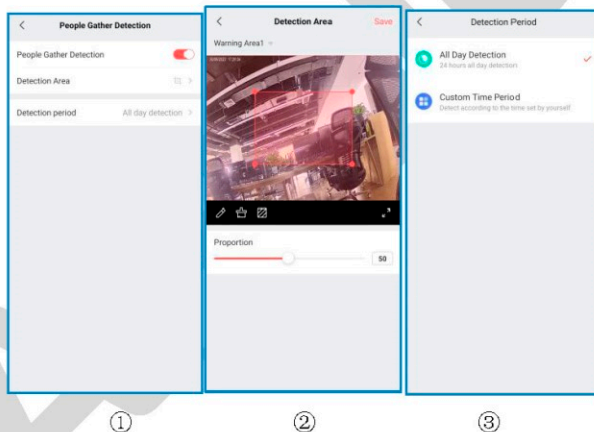 People Gather Detection
People Gather Detection
Detection Area
Detection period All day detection
①
Detection Area Save
Warning Area1
Proportion
50
②
Detection Period
All Day Detection
24 hours all day detection
Custom Time Period
Detect according to the time set by yourself
③